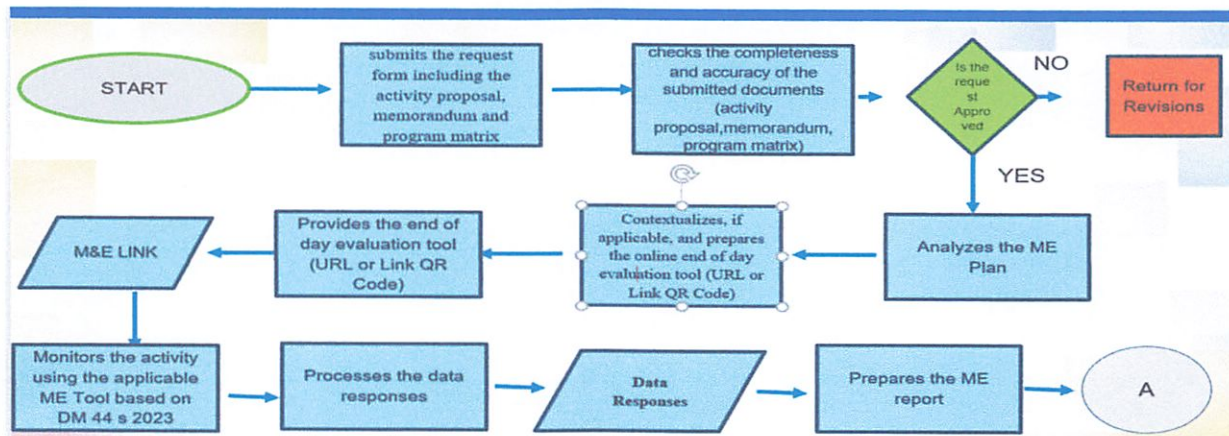 START
submits the request
form including the
activity proposal,
memorandum and
program matrix
checks the completeness
and accuracy of the
submitted documents
(activity
proposal,memorandum,
program matrix)
Is the
reque
st
Appro
ved
NO
Return for
Revisions
YES
M&E LINK
Provides the end of
day evaluation tool
(URL or Link QR
Code)
Contextualizes, if
applicable, and prepares
the online end of day
evaluation tool (URL or
Link QR Code)
Analyzes the ME
Plan
Monitors the activity
using the applicable
ME Tool based on
DM 44 s 2023
Processes the data
responses
Data
Responses
Prepares the ME
report
A